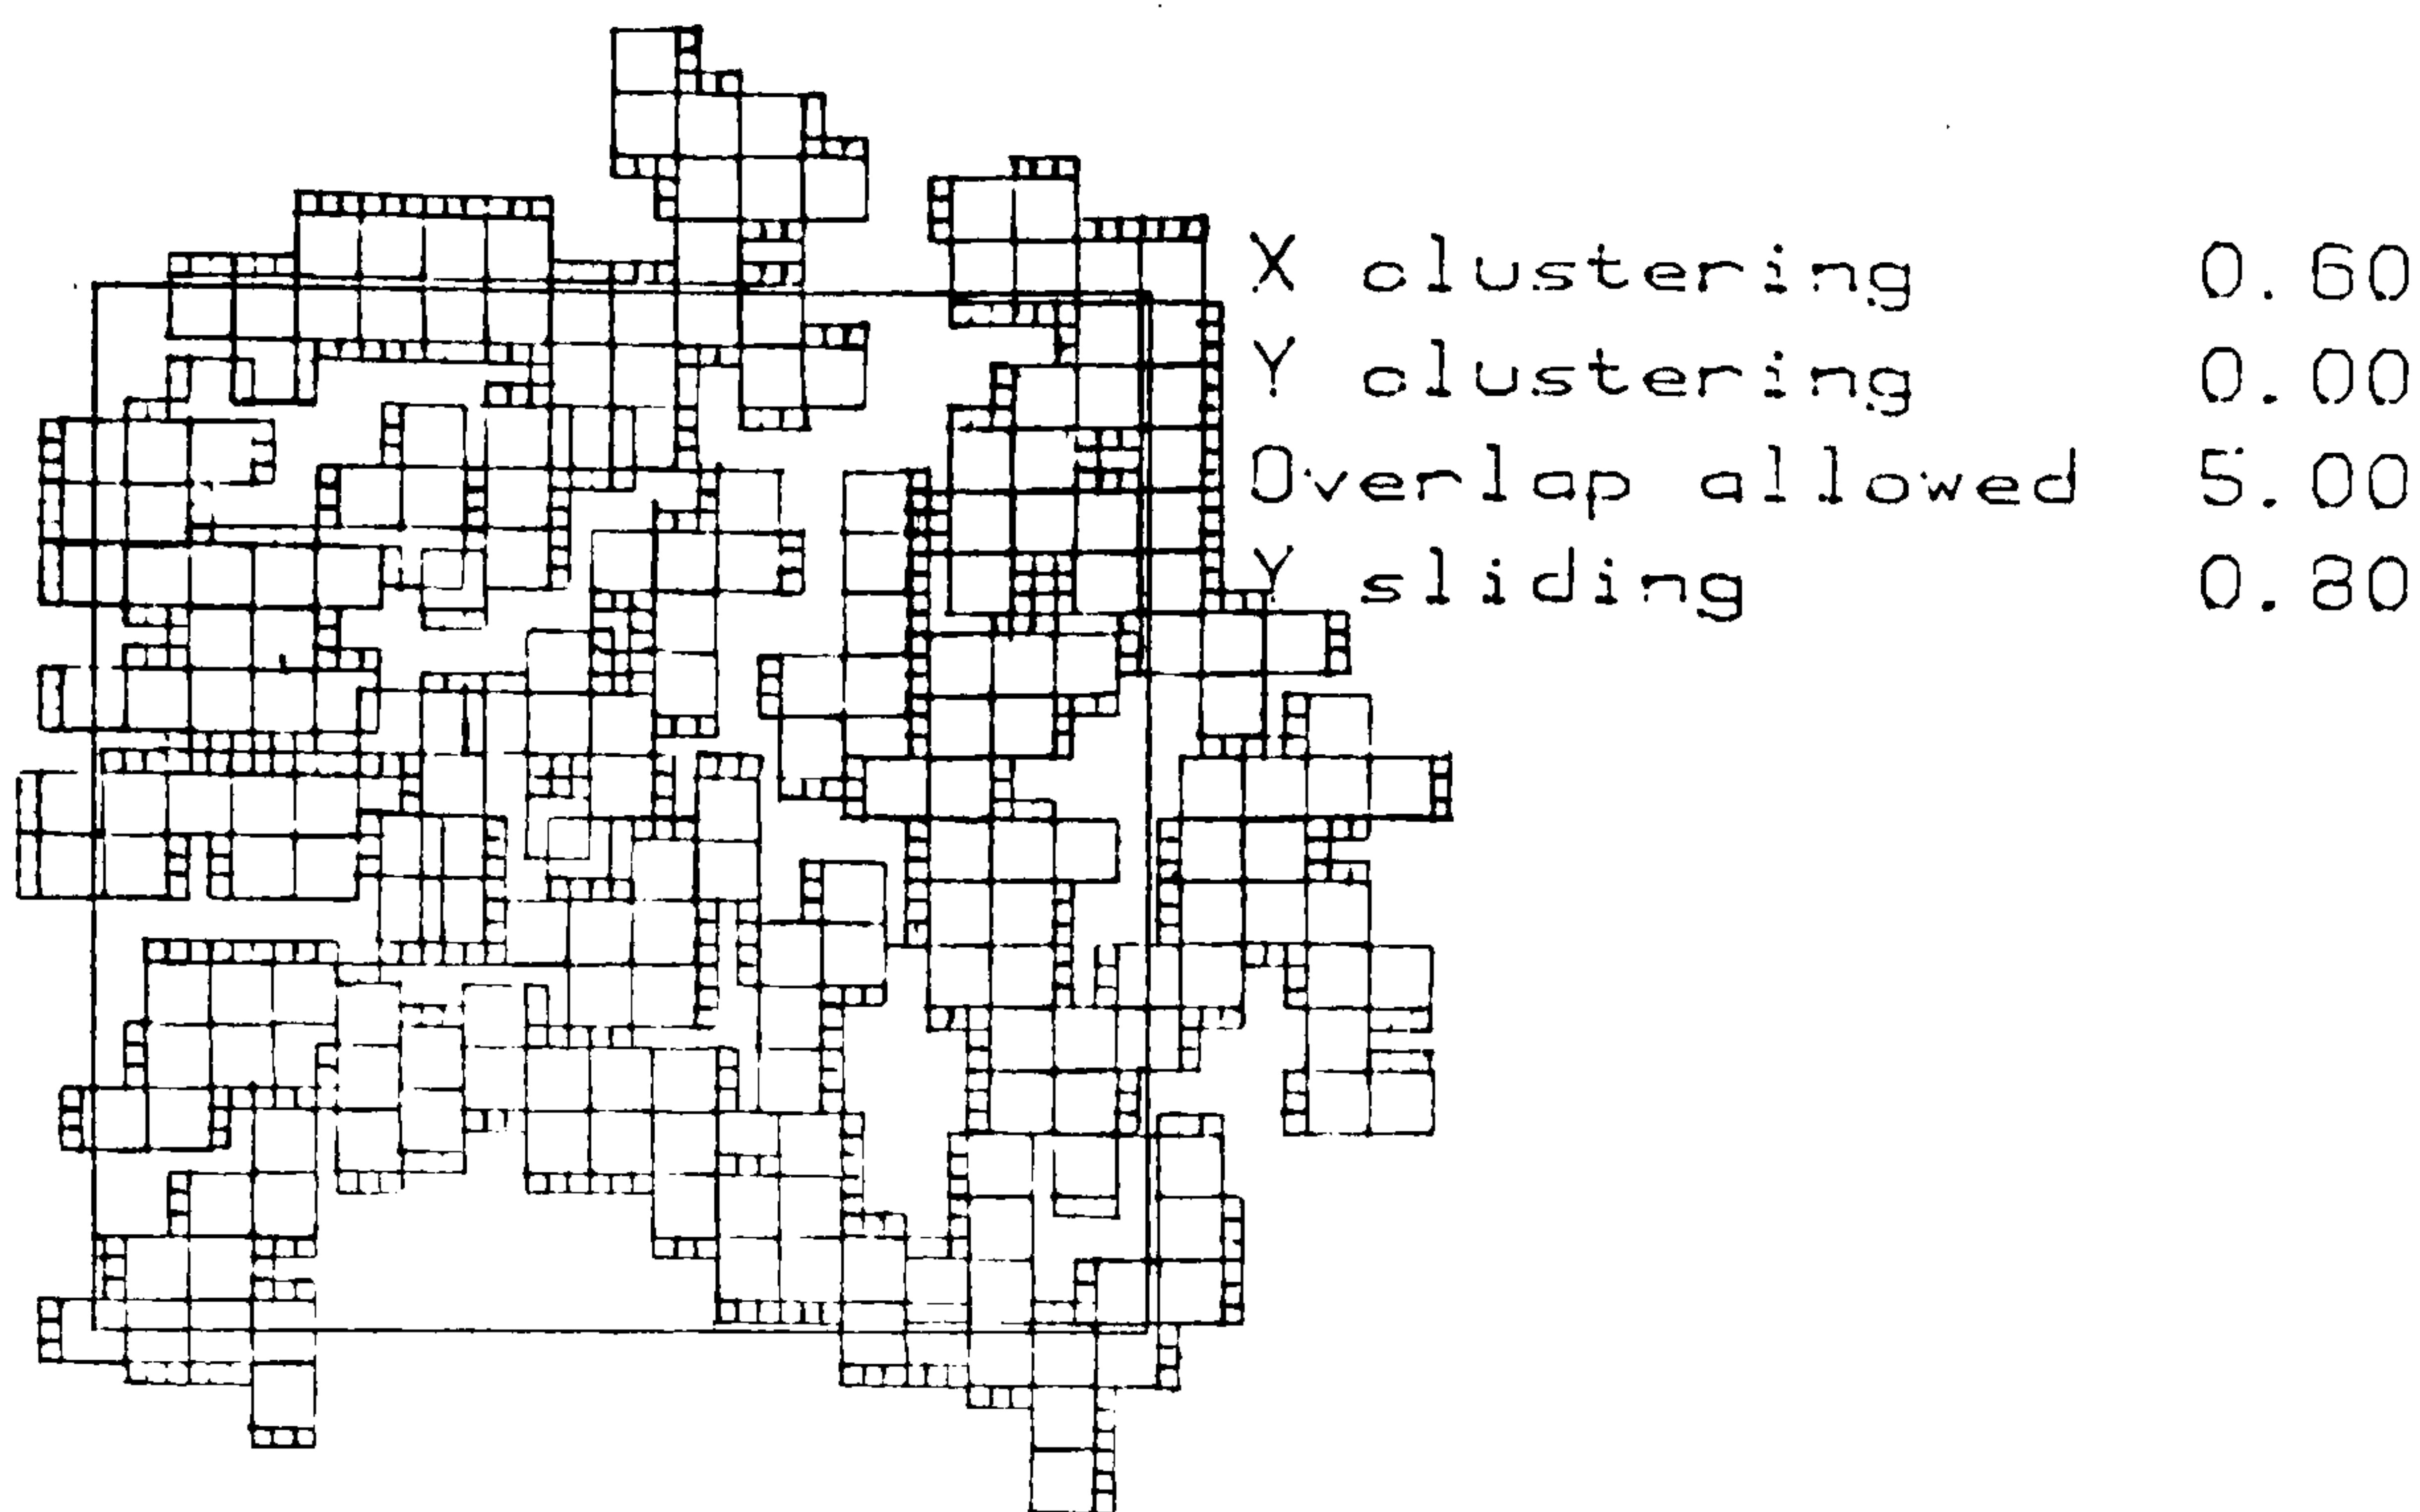 X clustering 0.60
Y clustering 0.00
Overlap allowed 5.00
Y sliding 0.80